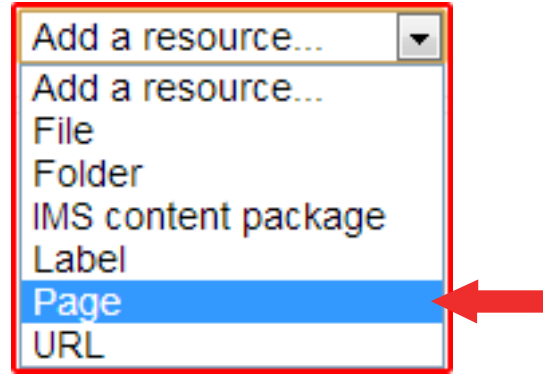 Add a resource...
Add a resource...
File
Folder
IMS content package
Label
Page
URL